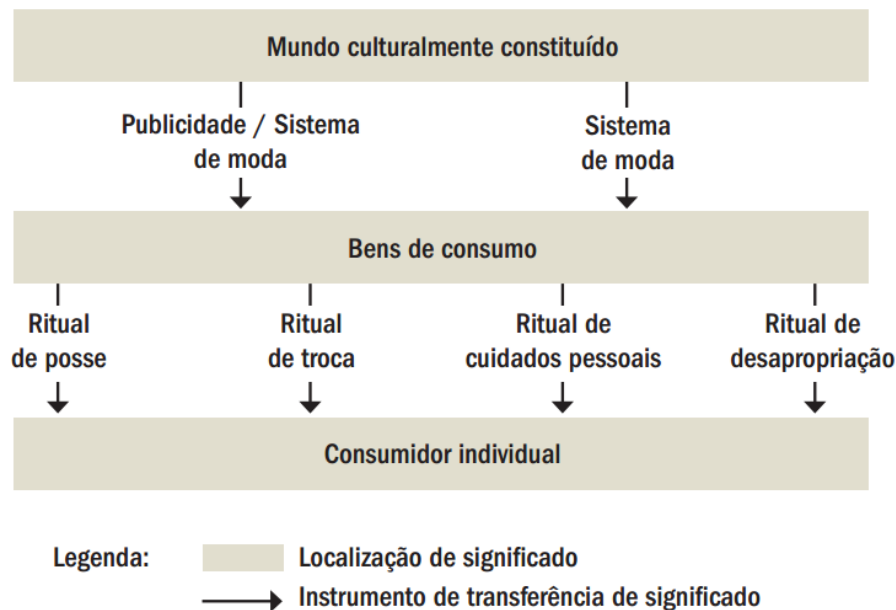 Mundo culturalmente constituído
Publicidade / Sistema
de moda
Sistema
de moda
Bens de consumo
Ritual
de posse
Ritual
de troca
Ritual de
cuidados pessoais
Ritual de
desapropriação
Consumidor individual
Legenda:
Localização de significado
Instrumento de transferência de significado